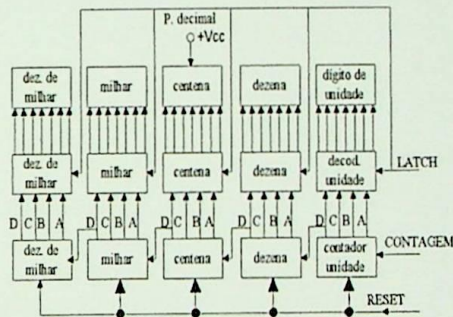 P. decimal
+Vcc
dez. de milhar
milhar
centena
dezena
dígito de unidade
dez. de milhar
milhar
centena
dezena
decod. unidade
LATCH
D C B A
D C B A
D C B A
D C B A
D C B A
dez. de milhar
milhar
centena
dezena
contador unidade
CONTAGEM
RESET